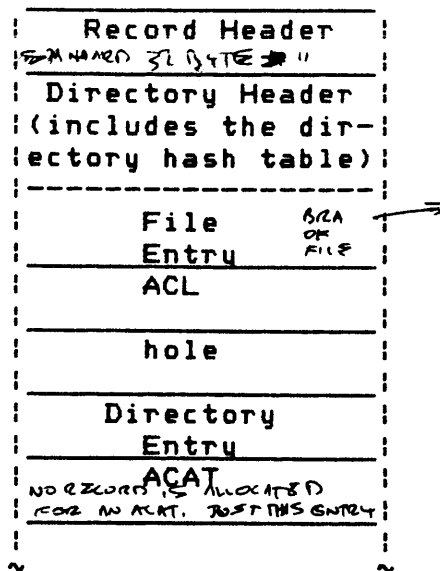 Record Header
32 BYTE
Directory Header
(includes the dir-
ectory hash table)
File BRA
OF
Entry FILE
ACL
hole
Directory
Entry
ACAT
NO RECORD IS ALLOCATED
FOR AN ACAT. JUST THIS ENTRY